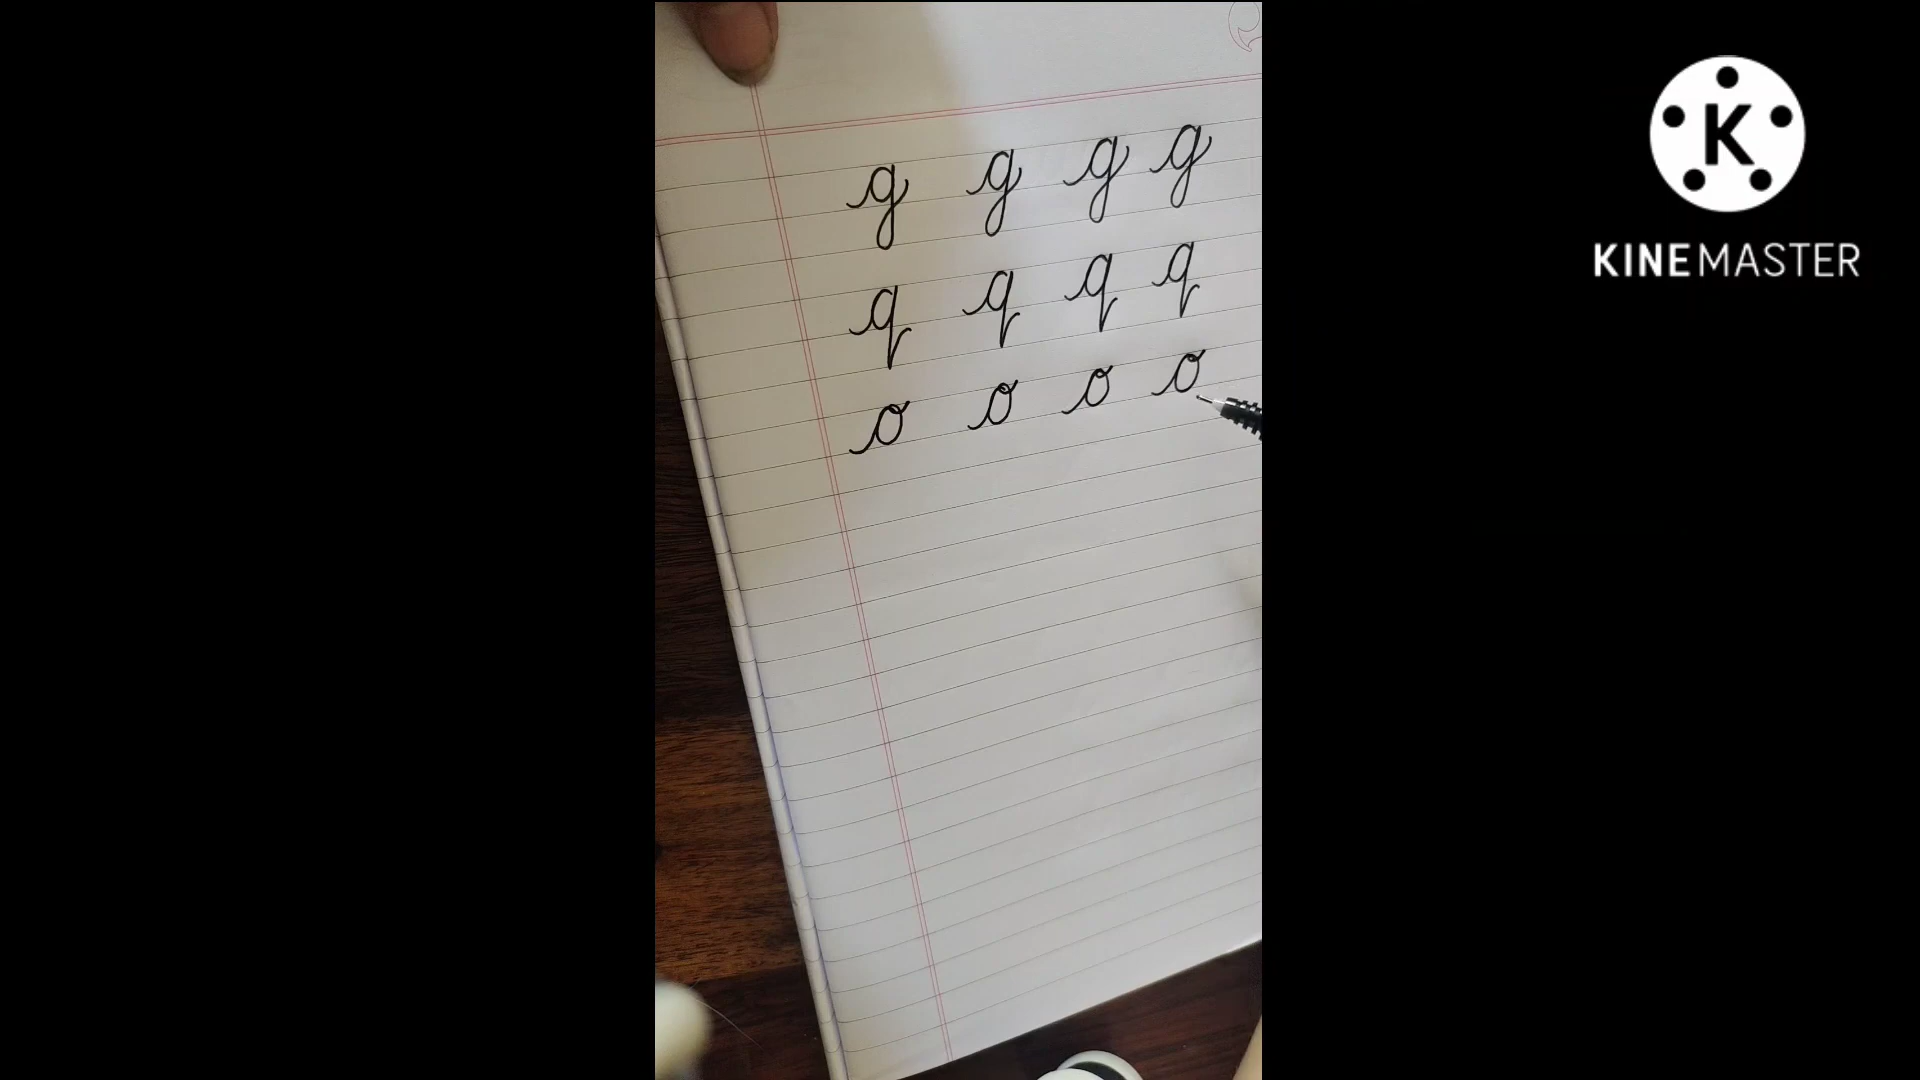 g g g g
q q q q
o o o o
K
KINEMASTER